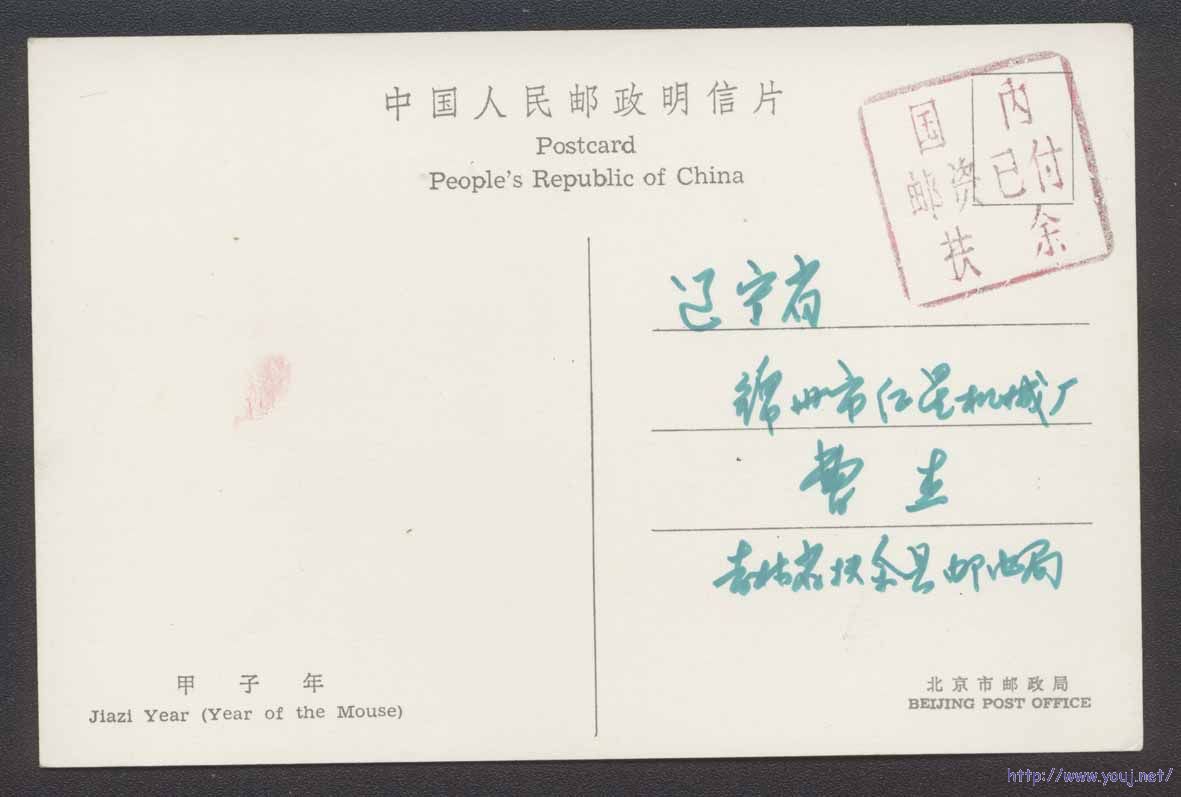 中国人民邮政明信片
Postcard
People's Republic of China
国内
邮资已付
扶余
辽宁省
锦州市红星机械厂
曹
吉林省扶余县邮电局
甲子年
Jiazi Year (Year of the Mouse)
北京市邮政局
BEIJING POST OFFICE
http://www.youj.net/